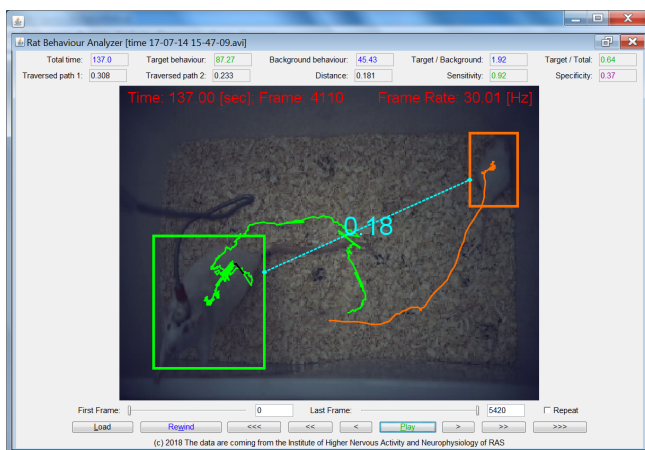 Rat Behaviour Analyzer [time 17-07-14 15-47-09.avi]
Total time: 137.0 Target behaviour: 87.27 Background behaviour: 45.43 Target / Background: 1.92 Target / Total: 0.64
Traversed path 1: 0.308 Traversed path 2: 0.233 Distance: 0.181 Sensitivity: 0.92 Specificity: 0.37
Time: 137.00 [sec], Frame: 4110 Frame Rate: 30.01 [Hz]
0.18
First Frame: 0 Last Frame: 5420 Repeat
Load Rewind <<< << < Play > >> >>>
(c) 2018 The data are coming from the Institute of Higher Nervous Activity and Neurophysiology of RAS